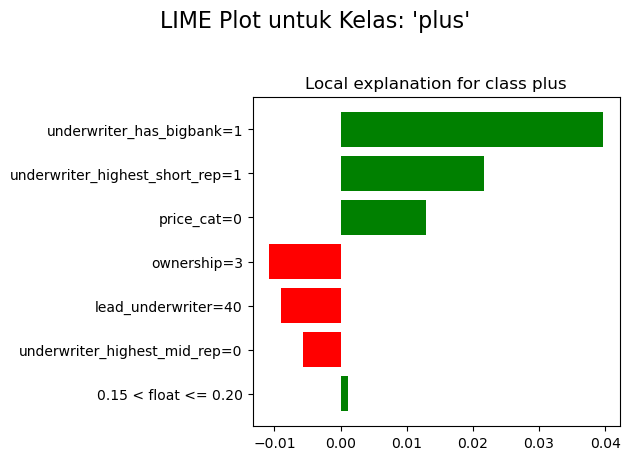 LIME Plot untuk Kelas: 'plus'
Local explanation for class plus
underwriter_has_bigbank=1
underwriter_highest_short_rep=1
price_cat=0
ownership=3
lead_underwriter=40
underwriter_highest_mid_rep=0
0.15 < float <= 0.20
−0.01 0.00 0.01 0.02 0.03 0.04